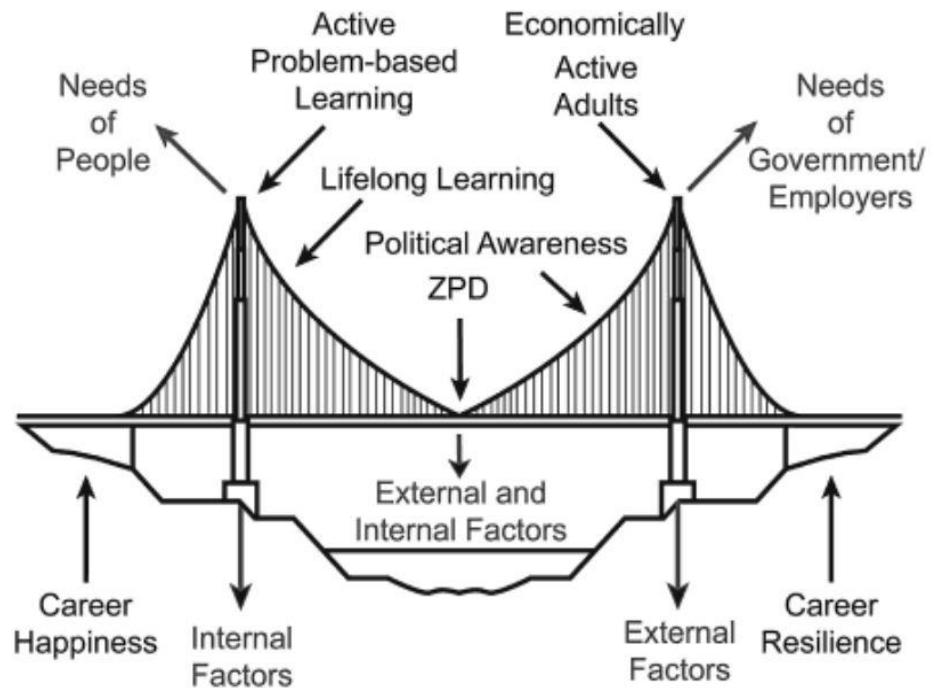 Active
Problem-based
Learning
Economically
Active
Adults
Needs
of
People
Needs
of
Government/
Employers
Lifelong Learning
Political Awareness
ZPD
External and
Internal Factors
Career
Happiness
Internal
Factors
External
Factors
Career
Resilience